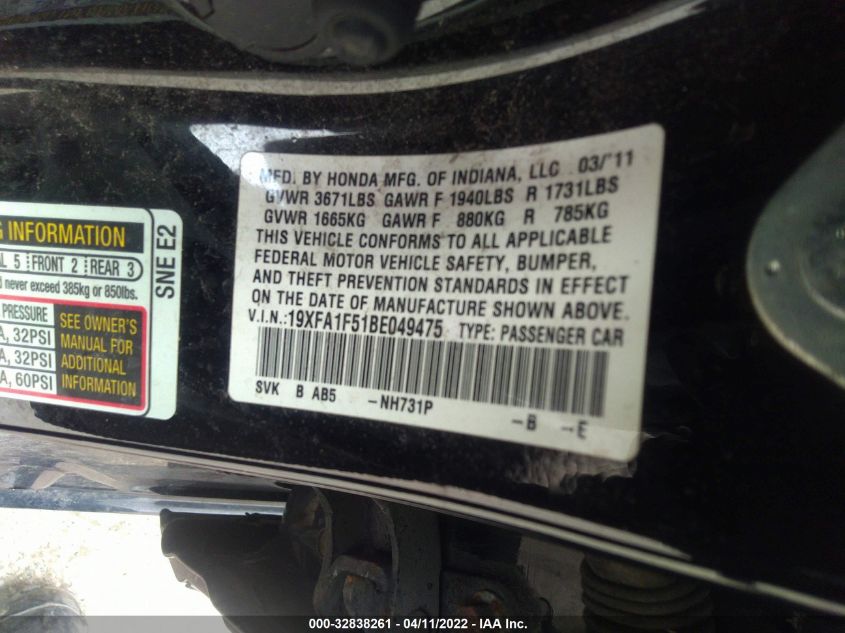 MFD. BY HONDA MFG. OF INDIANA, LLC 03/'11
GVWR 3671LBS GAWR F 1940LBS R 1731LBS
GVWR 1665KG GAWR F 880KG R 785KG
THIS VEHICLE CONFORMS TO ALL APPLICABLE
FEDERAL MOTOR VEHICLE SAFETY, BUMPER,
AND THEFT PREVENTION STANDARDS IN EFFECT
ON THE DATE OF MANUFACTURE SHOWN ABOVE.
V.I.N.:19XFA1F51BE049475 TYPE: PASSENGER CAR
SVK B AB5 -NH731P -B -E
INFORMATION
5 FRONT 2 REAR 3
never exceed 385kg or 850lbs.
PRESSURE
32PSI
32PSI
60PSI
SEE OWNER'S
MANUAL FOR
ADDITIONAL
INFORMATION
SNE E2
000-32838261 - 04/11/2022 - IAA Inc.